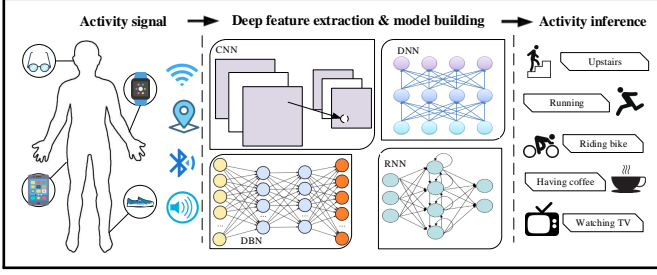 Activity signal
Deep feature extraction & model building
Activity inference
CNN
DNN
DBN
RNN
Upstairs
Running
Riding bike
Having coffee
Watching TV